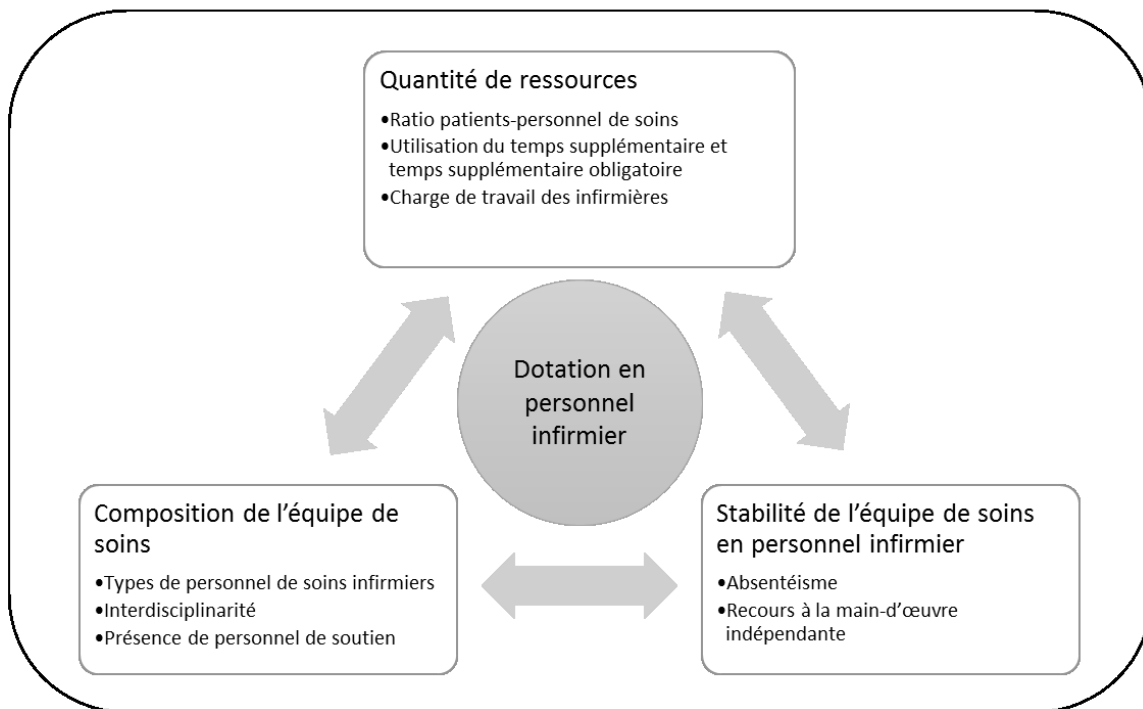 Quantité de ressources
•Ratio patients-personnel de soins
•Utilisation du temps supplémentaire et
temps supplémentaire obligatoire
•Charge de travail des infirmières
Dotation en
personnel
infirmier
Composition de l’équipe de
soins
•Types de personnel de soins infirmiers
•Interdisciplinarité
•Présence de personnel de soutien
Stabilité de l’équipe de soins
en personnel infirmier
•Absentéisme
•Recours à la main-d’œuvre
indépendante